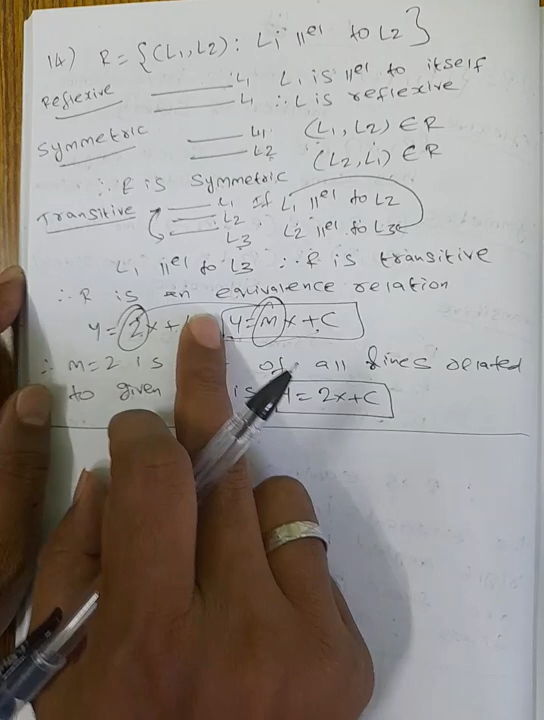 14) R = {(L1, L2) : L1 ||el to L2}
Reflexive L1 L1 is ||el to itself
L1 ∴ L is reflexive
Symmetric L1 (L1, L2) ∈ R
L2 (L2, L1) ∈ R
∴ R is Symmetric
Transitive L1 If L1 ||el to L2
L2
L3 L2 ||el to L3
L1 ||el to L3 ∴ R is transitive
∴ R is an equivalence relation
y = 2x + y = mx + c
∴ m = 2 is of all lines related
to given is y = 2x + c